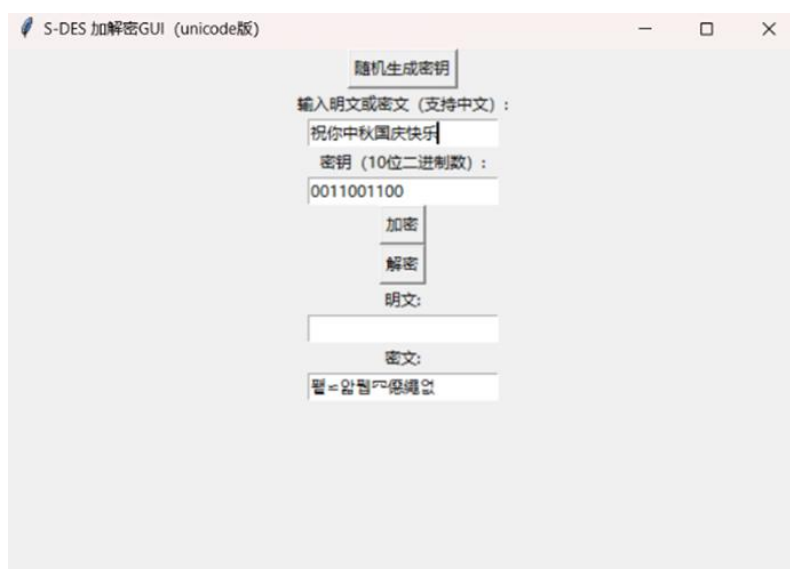 S-DES 加解密GUI (unicode版)
随机生成密钥
输入明文或密文（支持中文）:
祝你中秋国庆快乐
密钥（10位二进制数）:
0011001100
加密
解密
明文:
密文: